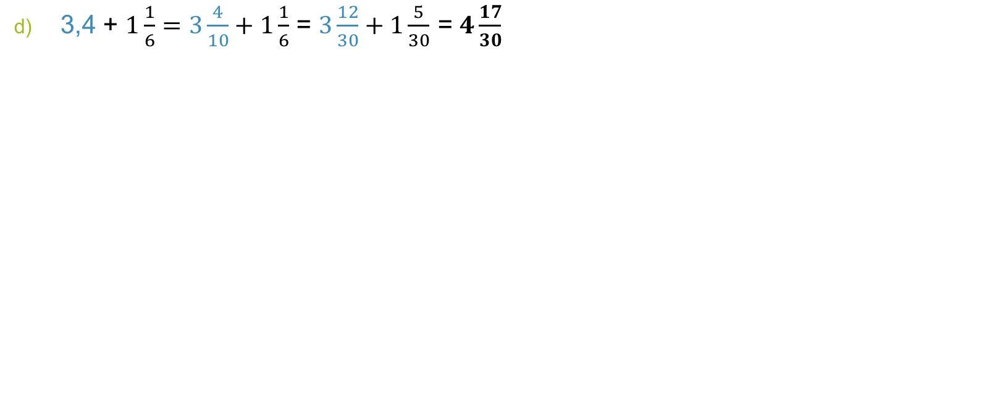 d) 3,4 + 1 1/6 = 3 4/10 + 1 1/6 = 3 12/30 + 1 5/30 = 4 17/30